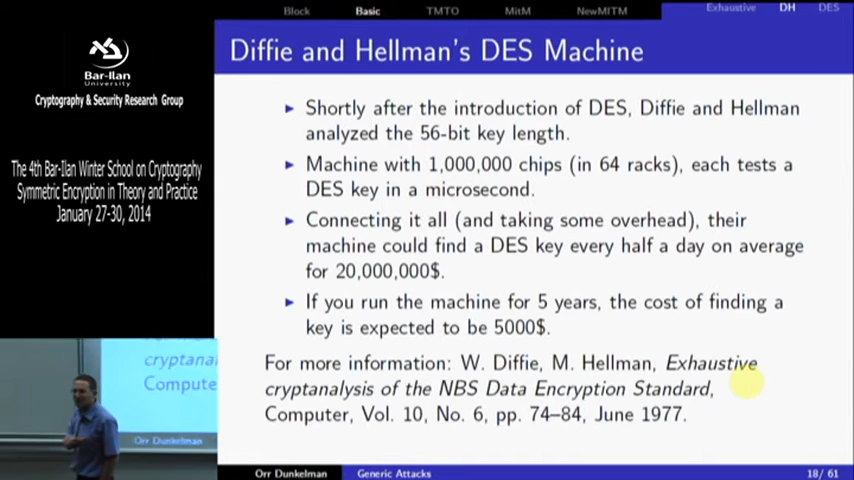 Block Basic TMTO MitM NewMITM Exhaustive DH DES
Diffie and Hellman's DES Machine
Bar-Ilan
University
Cryptography & Security Research Group
The 4th Bar-Ilan Winter School on Cryptography
Symmetric Encryption in Theory and Practice
January 27-30, 2014
► Shortly after the introduction of DES, Diffie and Hellman
analyzed the 56-bit key length.
► Machine with 1,000,000 chips (in 64 racks), each tests a
DES key in a microsecond.
► Connecting it all (and taking some overhead), their
machine could find a DES key every half a day on average
for 20,000,000$.
► If you run the machine for 5 years, the cost of finding a
key is expected to be 5000$.
For more information: W. Diffie, M. Hellman, Exhaustive
cryptanalysis of the NBS Data Encryption Standard,
Computer, Vol. 10, No. 6, pp. 74–84, June 1977.
cryptanal
Compute
Orr Dunkelman
Orr Dunkelman Generic Attacks 18/ 61